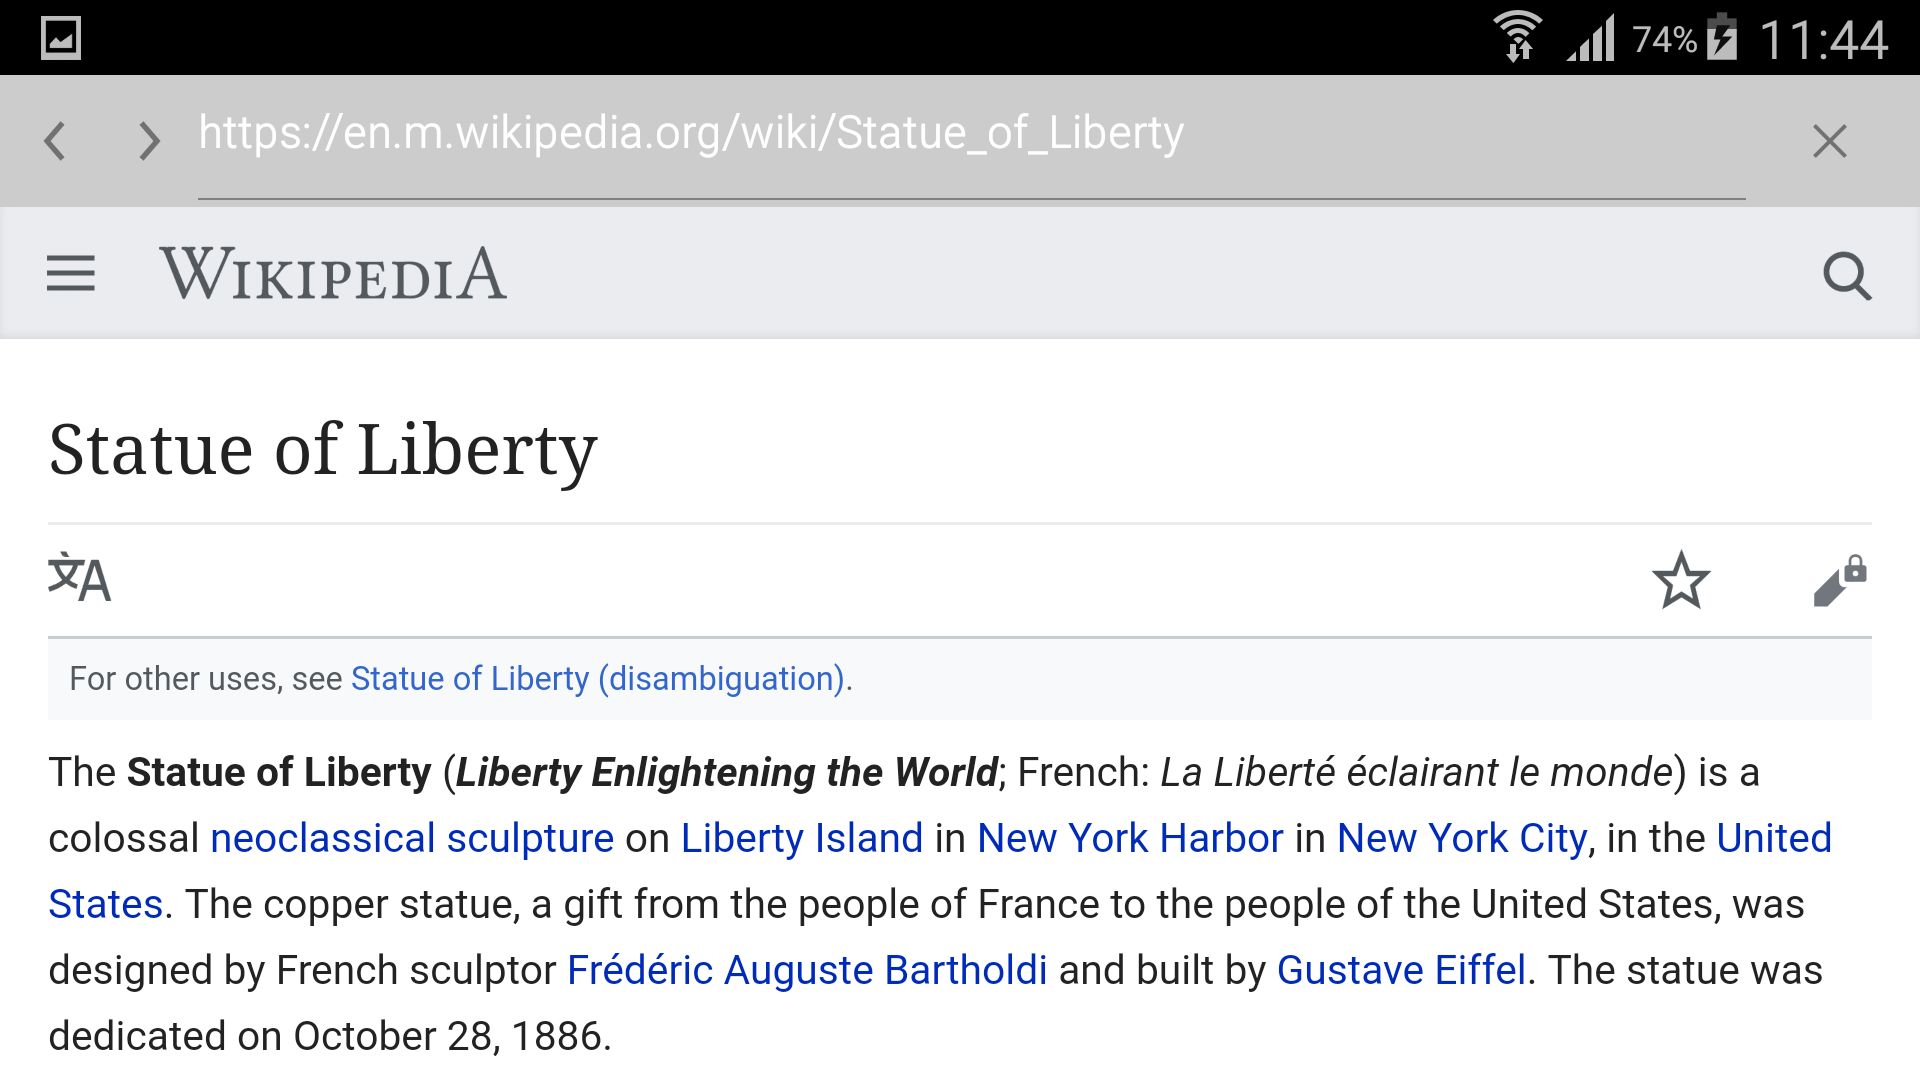 74% 11:44
https://en.m.wikipedia.org/wiki/Statue_of_Liberty
WIKIPEDIA
Statue of Liberty
文A
For other uses, see Statue of Liberty (disambiguation).
The Statue of Liberty (Liberty Enlightening the World; French: La Liberté éclairant le monde) is a
colossal neoclassical sculpture on Liberty Island in New York Harbor in New York City, in the United
States. The copper statue, a gift from the people of France to the people of the United States, was
designed by French sculptor Frédéric Auguste Bartholdi and built by Gustave Eiffel. The statue was
dedicated on October 28, 1886.